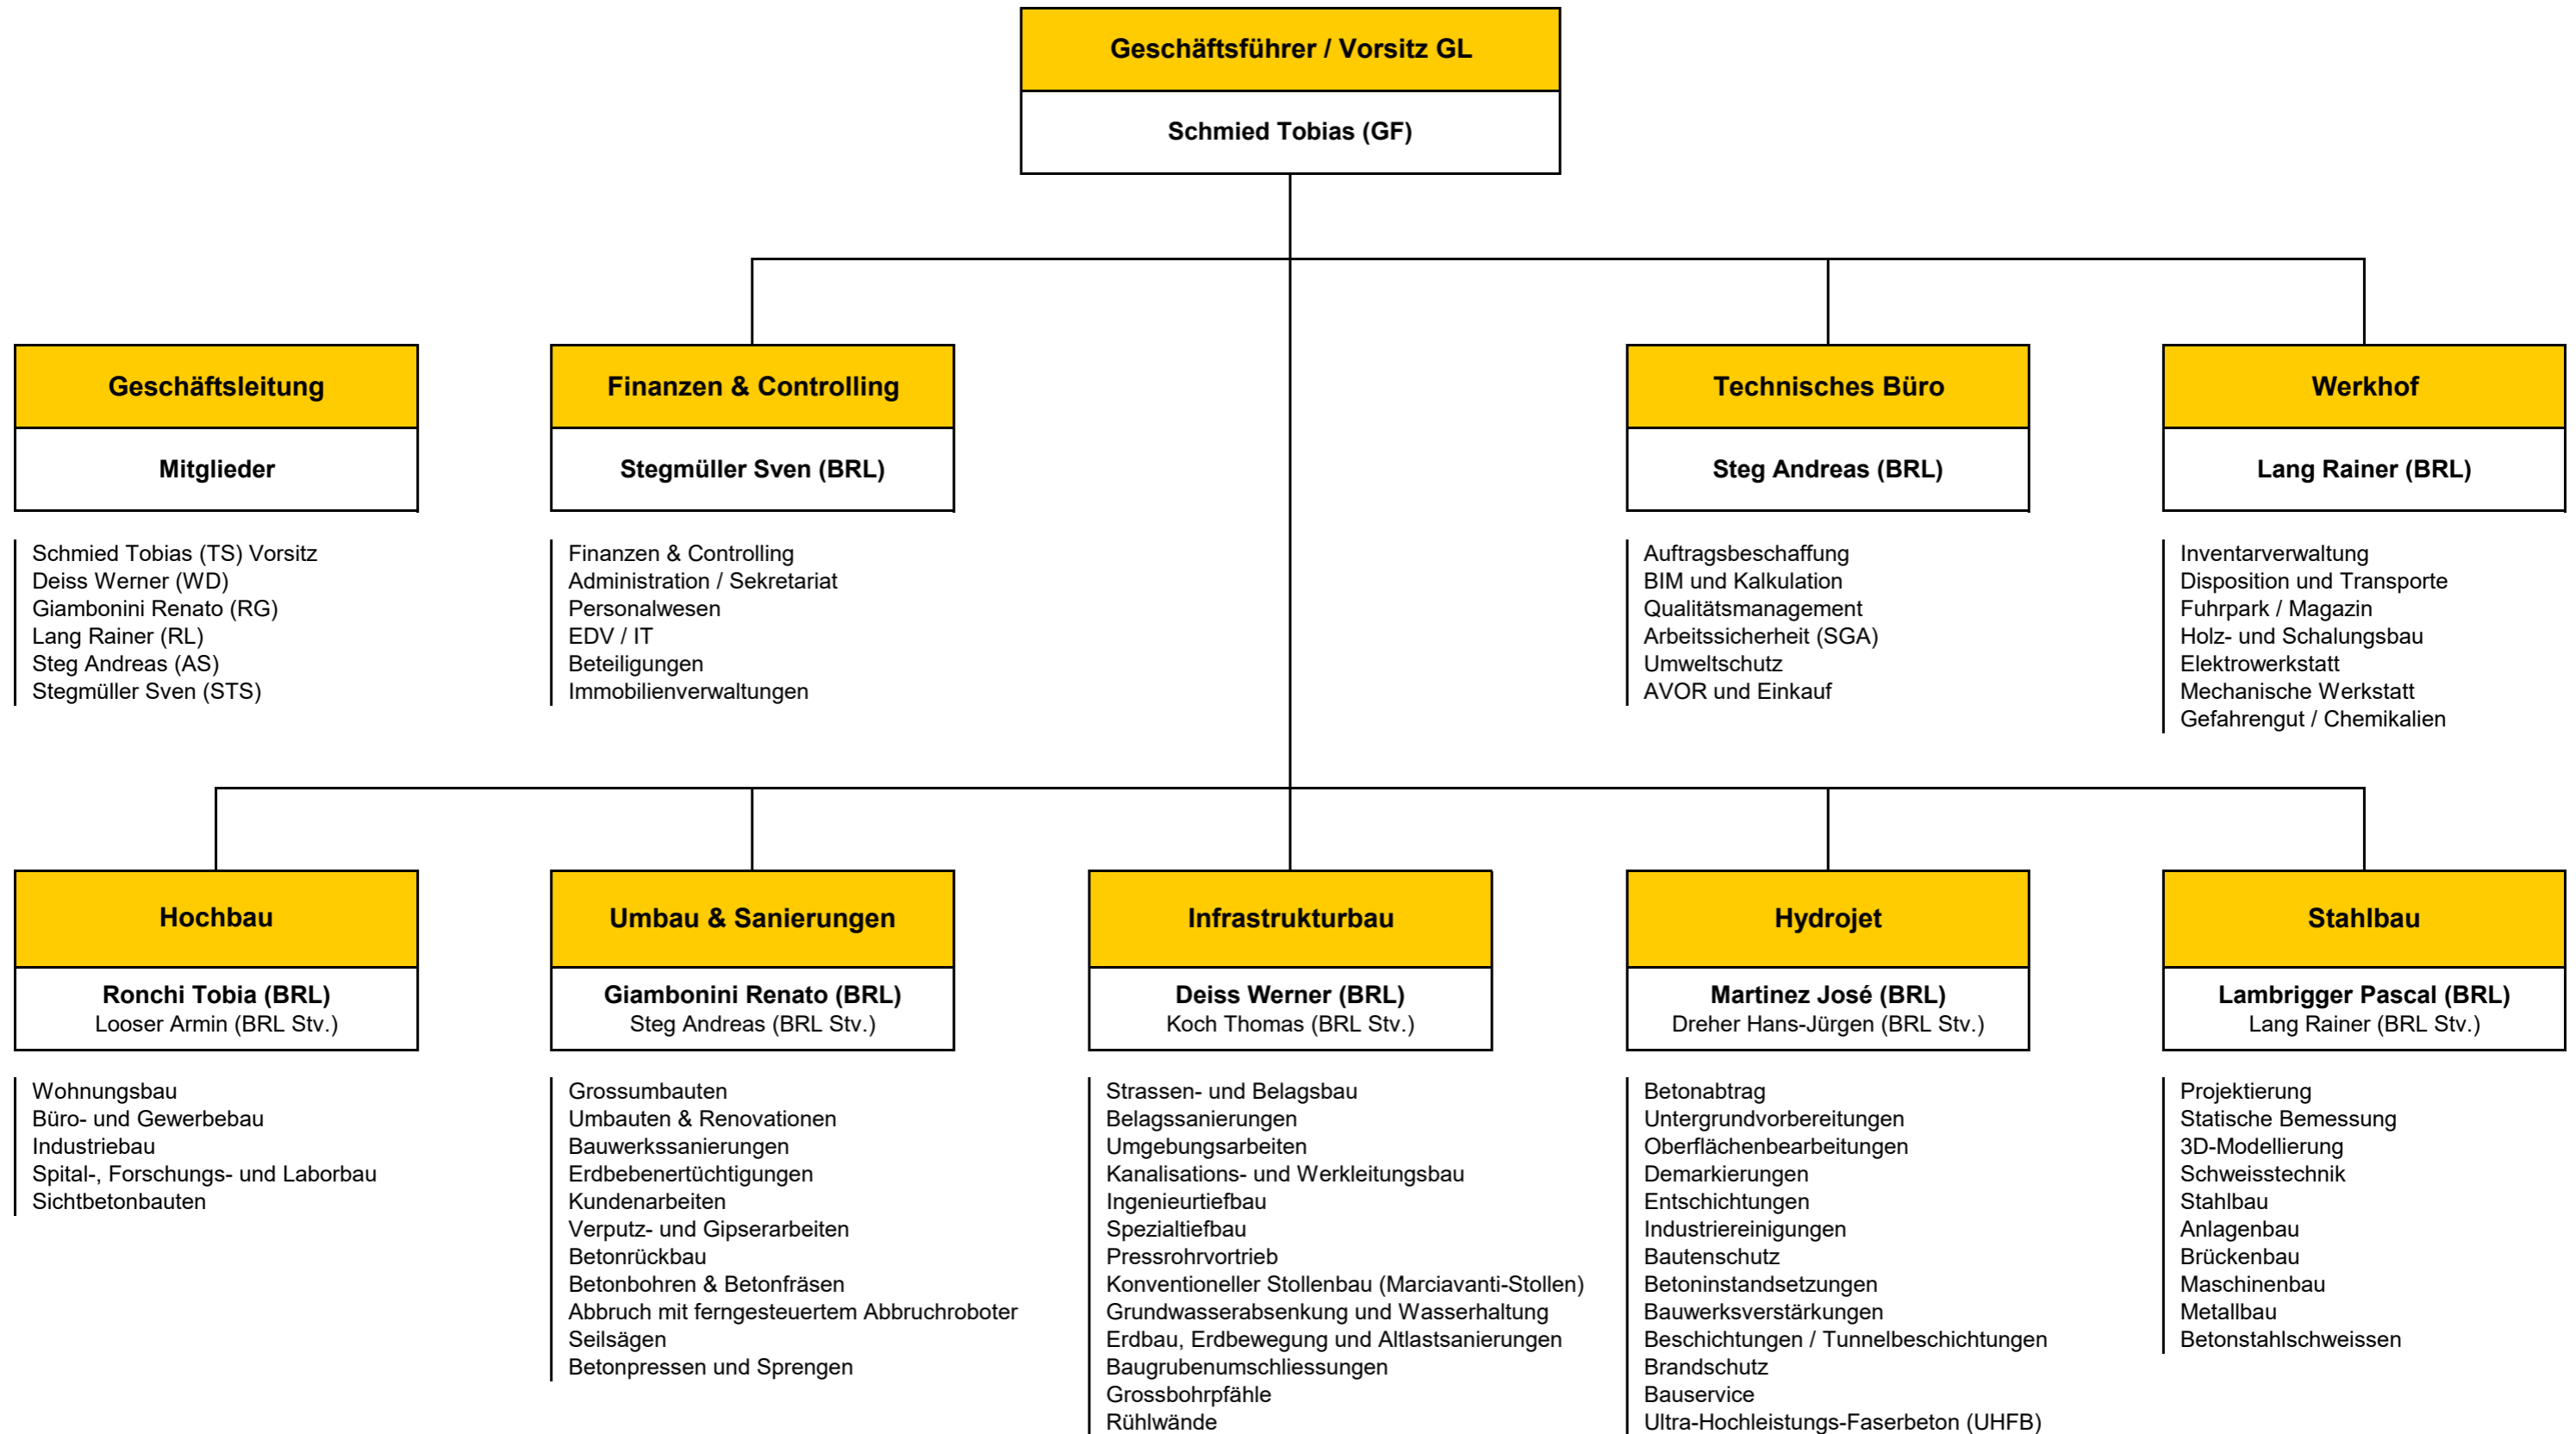 Geschäftsführer / Vorsitz GL
Schmied Tobias (GF)
Geschäftsleitung
Mitglieder
Schmied Tobias (TS) Vorsitz
Deiss Werner (WD)
Giambonini Renato (RG)
Lang Rainer (RL)
Steg Andreas (AS)
Stegmüller Sven (STS)
Finanzen & Controlling
Stegmüller Sven (BRL)
Finanzen & Controlling
Administration / Sekretariat
Personalwesen
EDV / IT
Beteiligungen
Immobilienverwaltungen
Technisches Büro
Steg Andreas (BRL)
Auftragsbeschaffung
BIM und Kalkulation
Qualitätsmanagement
Arbeitssicherheit (SGA)
Umweltschutz
AVOR und Einkauf
Werkhof
Lang Rainer (BRL)
Inventarverwaltung
Disposition und Transporte
Fuhrpark / Magazin
Holz- und Schalungsbau
Elektrowerkstatt
Mechanische Werkstatt
Gefahrengut / Chemikalien
Hochbau
Ronchi Tobia (BRL)
Looser Armin (BRL Stv.)
Wohnungsbau
Büro- und Gewerbebau
Industriebau
Spital-, Forschungs- und Laborbau
Sichtbetonbauten
Umbau & Sanierungen
Giambonini Renato (BRL)
Steg Andreas (BRL Stv.)
Grossumbauten
Umbauten & Renovationen
Bauwerkssanierungen
Erdbebenertüchtigungen
Kundenarbeiten
Verputz- und Gipserarbeiten
Betonrückbau
Betonbohren & Betonfräsen
Abbruch mit ferngesteuertem Abbruchroboter
Seilsägen
Betonpressen und Sprengen
Infrastrukturbau
Deiss Werner (BRL)
Koch Thomas (BRL Stv.)
Strassen- und Belagsbau
Belagssanierungen
Umgebungsarbeiten
Kanalisations- und Werkleitungsbau
Ingenieurtiefbau
Spezialtiefbau
Pressrohrvortrieb
Konventioneller Stollenbau (Marciavanti-Stollen)
Grundwasserabsenkung und Wasserhaltung
Erdbau, Erdbewegung und Altlastsanierungen
Baugrubenumschliessungen
Grossbohrpfähle
Rühlwände
Hydrojet
Martinez José (BRL)
Dreher Hans-Jürgen (BRL Stv.)
Betonabtrag
Untergrundvorbereitungen
Oberflächenbearbeitungen
Demarkierungen
Entschichtungen
Industriereinigungen
Bautenschutz
Betoninstandsetzungen
Bauwerksverstärkungen
Beschichtungen / Tunnelbeschichtungen
Brandschutz
Bauservice
Ultra-Hochleistungs-Faserbeton (UHFB)
Stahlbau
Lambrigger Pascal (BRL)
Lang Rainer (BRL Stv.)
Projektierung
Statische Bemessung
3D-Modellierung
Schweisstechnik
Stahlbau
Anlagenbau
Brückenbau
Maschinenbau
Metallbau
Betonstahlschweissen